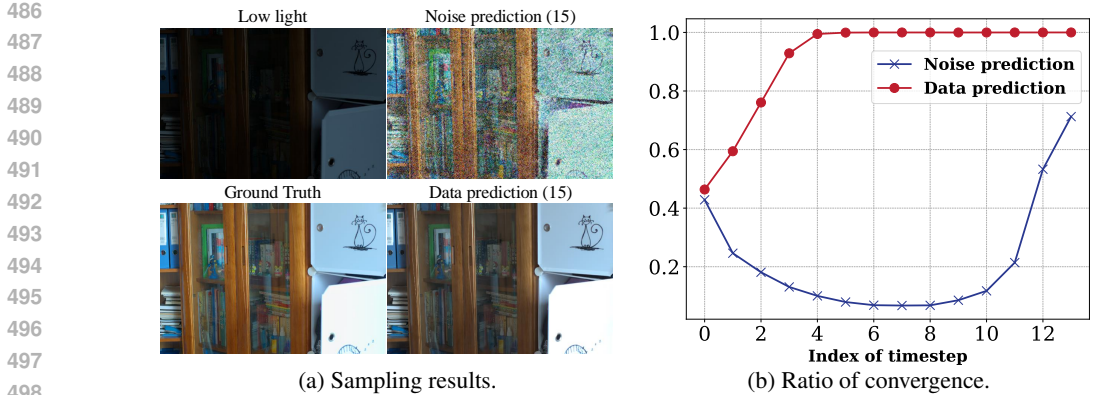 486
487
488
489
490
491
492
493
494
495
496
497
498
Low light
Noise prediction (15)
Ground Truth
Data prediction (15)
(a) Sampling results.
1.0
0.8
0.6
0.4
0.2
Noise prediction
Data prediction
0 2 4 6 8 10 12
Index of timestep
(b) Ratio of convergence.